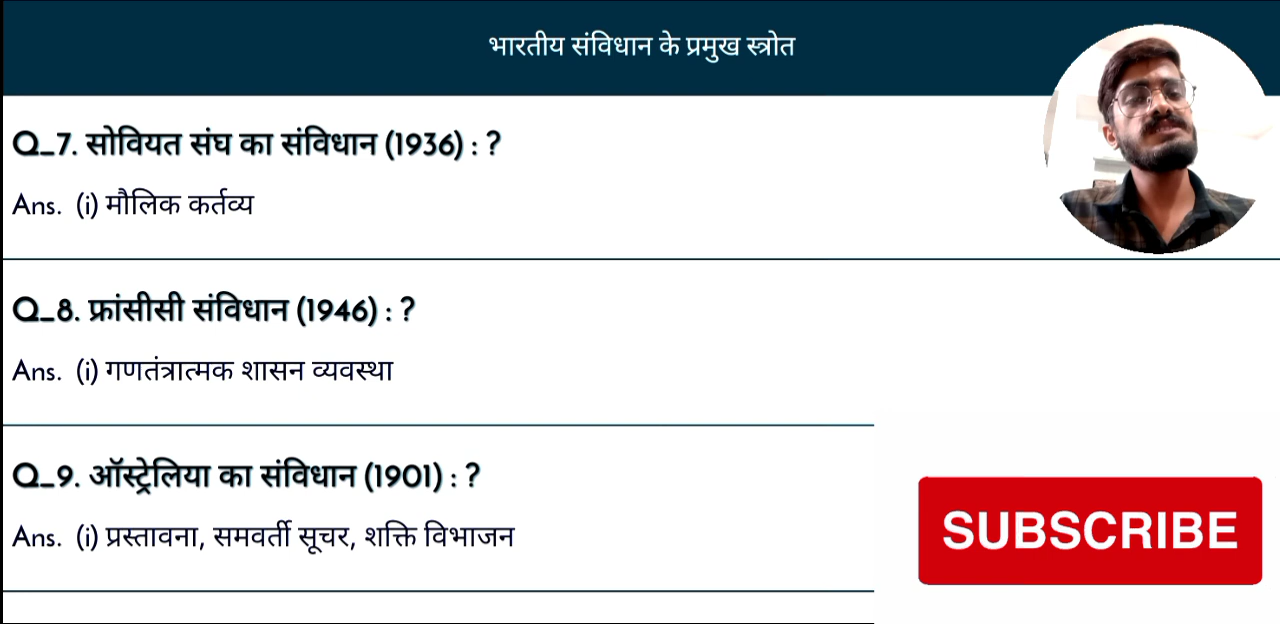 भारतीय संविधान के प्रमुख स्त्रोत
Q_7. सोवियत संघ का संविधान (1936) : ?
Ans. (i) मौलिक कर्तव्य
Q_8. फ्रांसीसी संविधान (1946) : ?
Ans. (i) गणतंत्रात्मक शासन व्यवस्था
Q_9. ऑस्ट्रेलिया का संविधान (1901) : ?
Ans. (i) प्रस्तावना, समवर्ती सूचर, शक्ति विभाजन
SUBSCRIBE